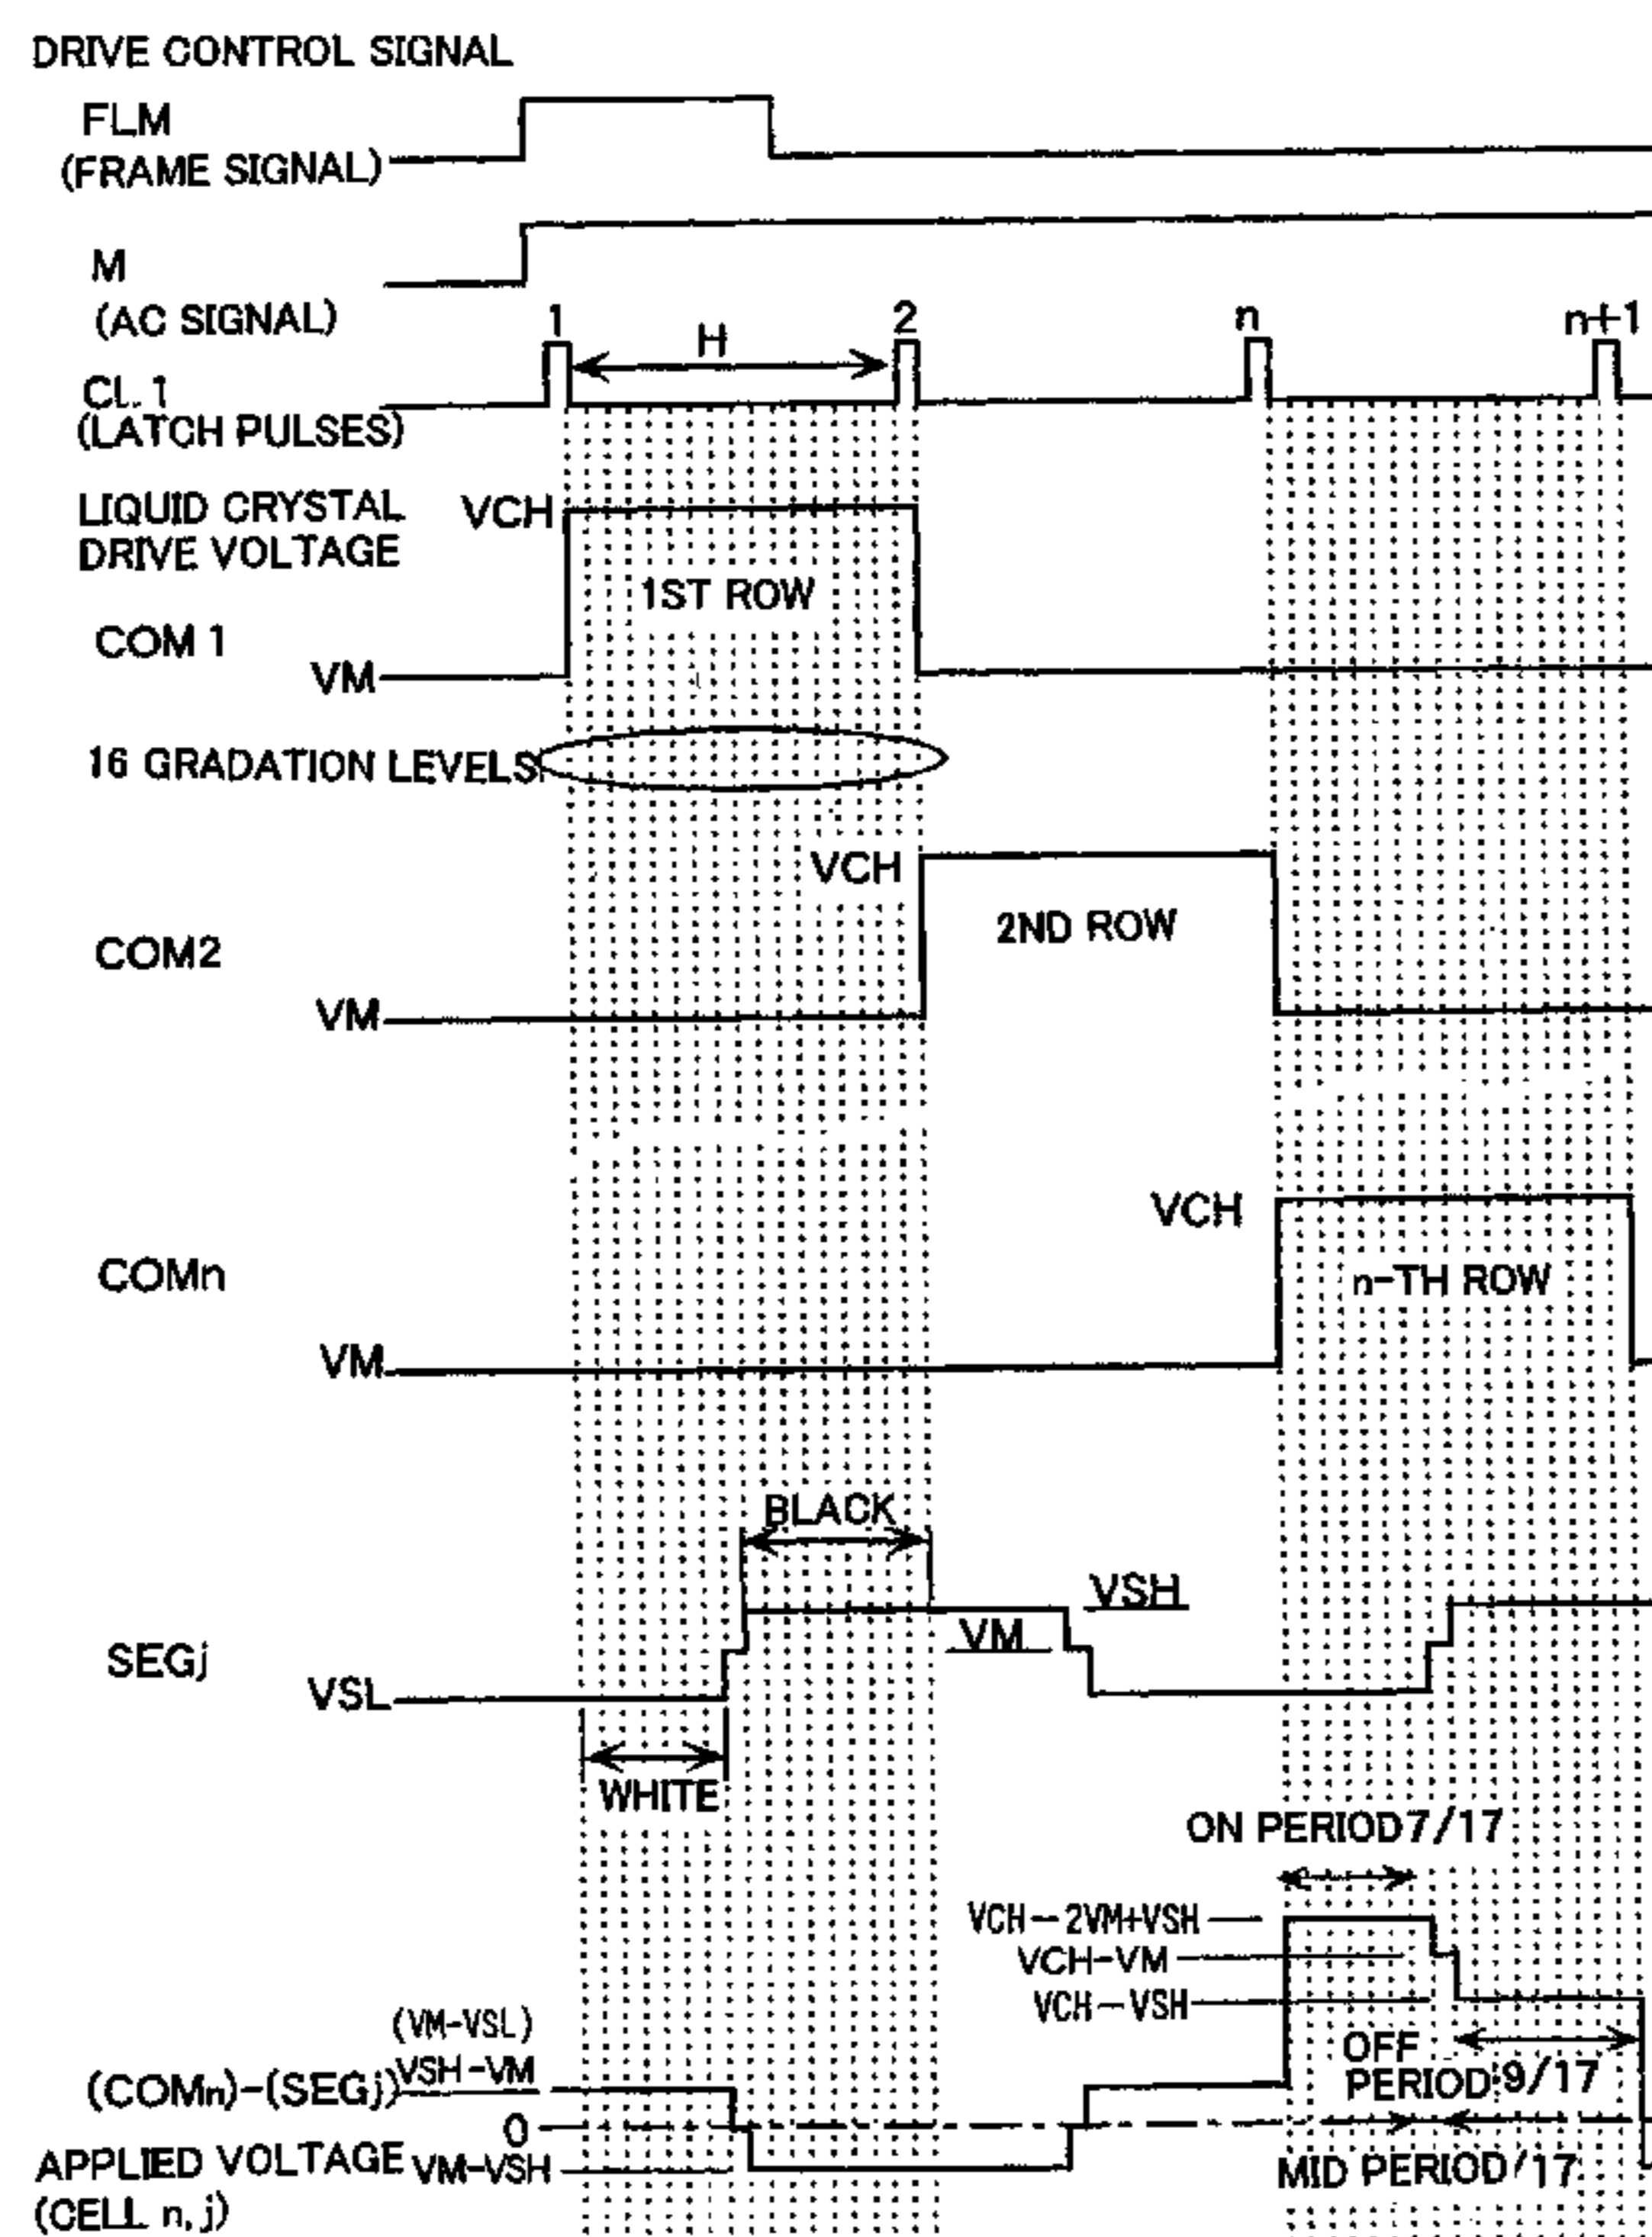 DRIVE CONTROL SIGNAL
FLM
(FRAME SIGNAL)
M
(AC SIGNAL)
1
H
2
n
n+1
CL 1
(LATCH PULSES)
LIQUID CRYSTAL
DRIVE VOLTAGE
VCH
1ST ROW
COM 1
VM
16 GRADATION LEVELS
VCH
2ND ROW
COM2
VM
VCH
COMn
n-TH ROW
VM
BLACK
VSH
VM
SEGj
VSL
WHITE
ON PERIOD 7/17
VCH-2VM+VSH
VCH-VM
VCH-VSH
(VM-VSL)
VSH-VM
OFF
PERIOD 9/17
(COMn)-(SEGj)
0
APPLIED VOLTAGE
VM-VSH
MID PERIOD/17
(CELL n, j)